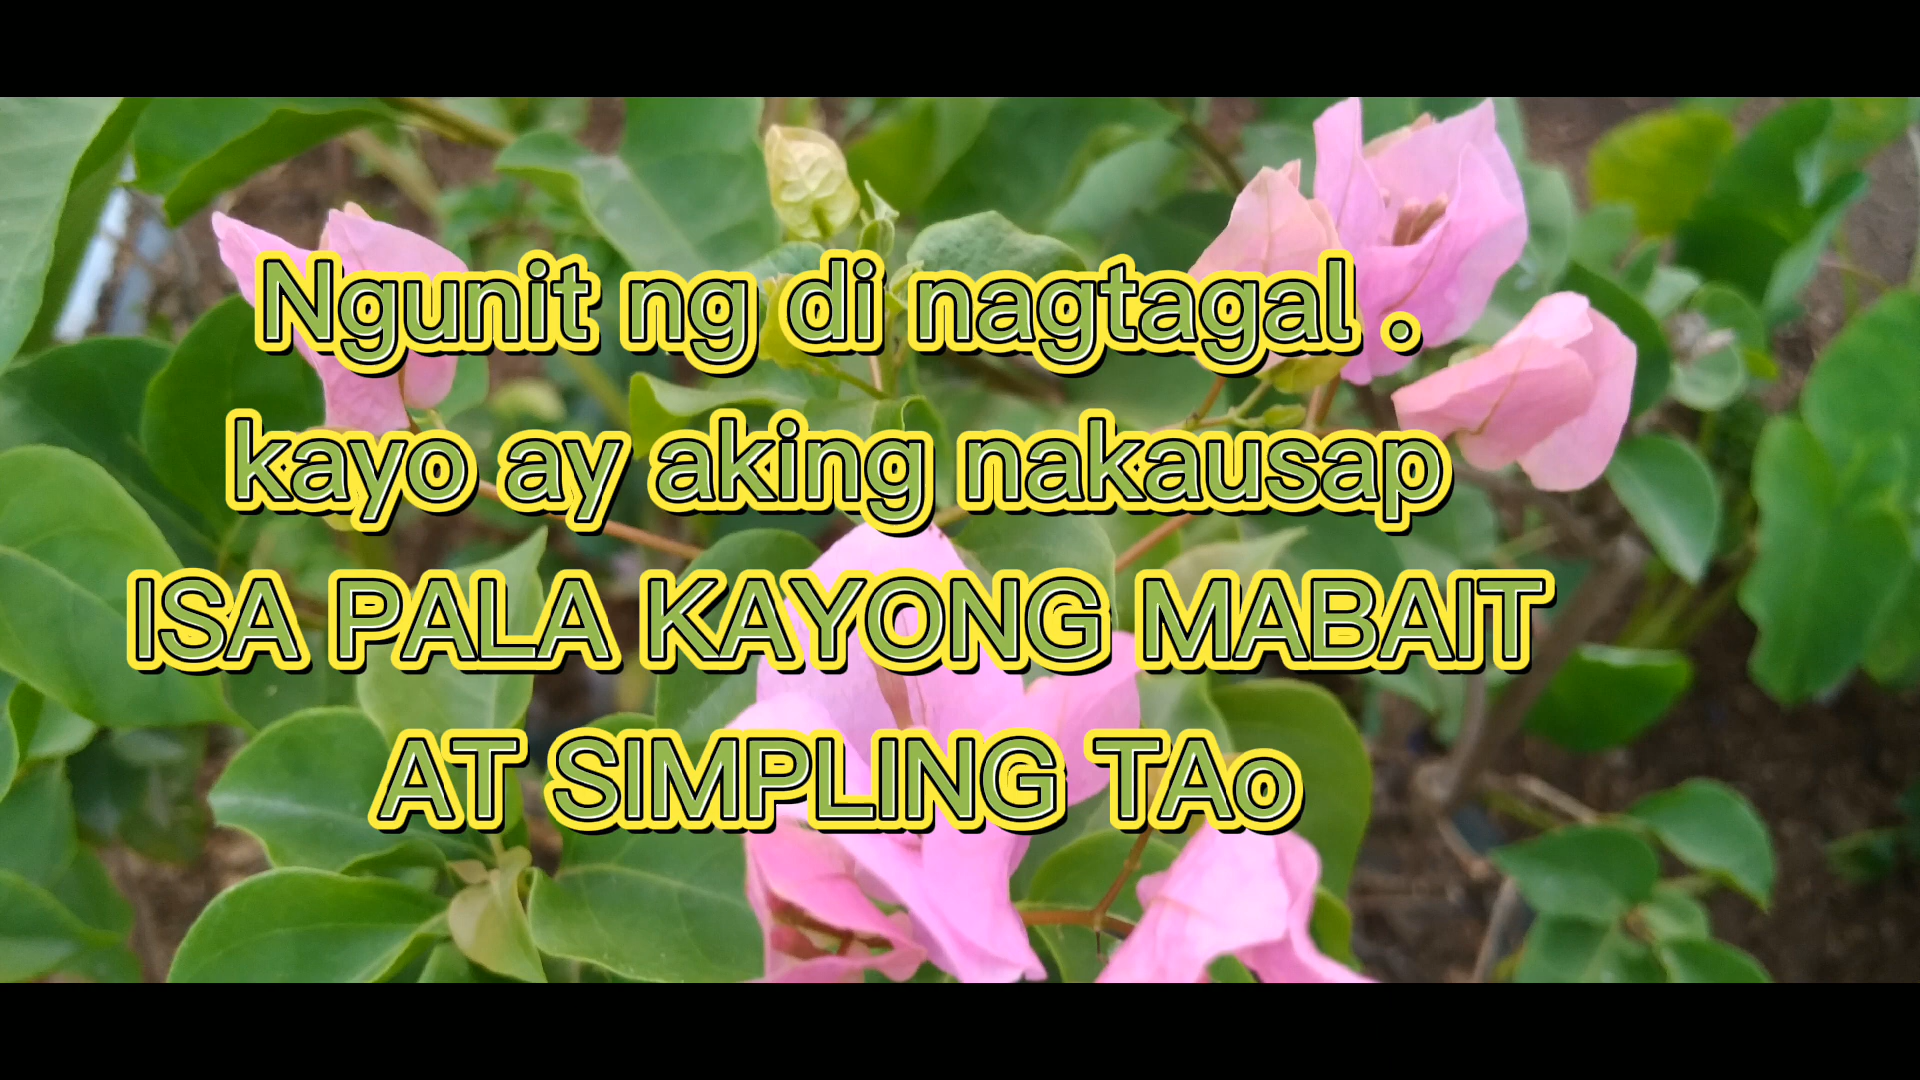 Ngunit ng di nagtagal .
kayo ay aking nakausap
ISA PALA KAYONG MABAIT
AT SIMPLING TAo